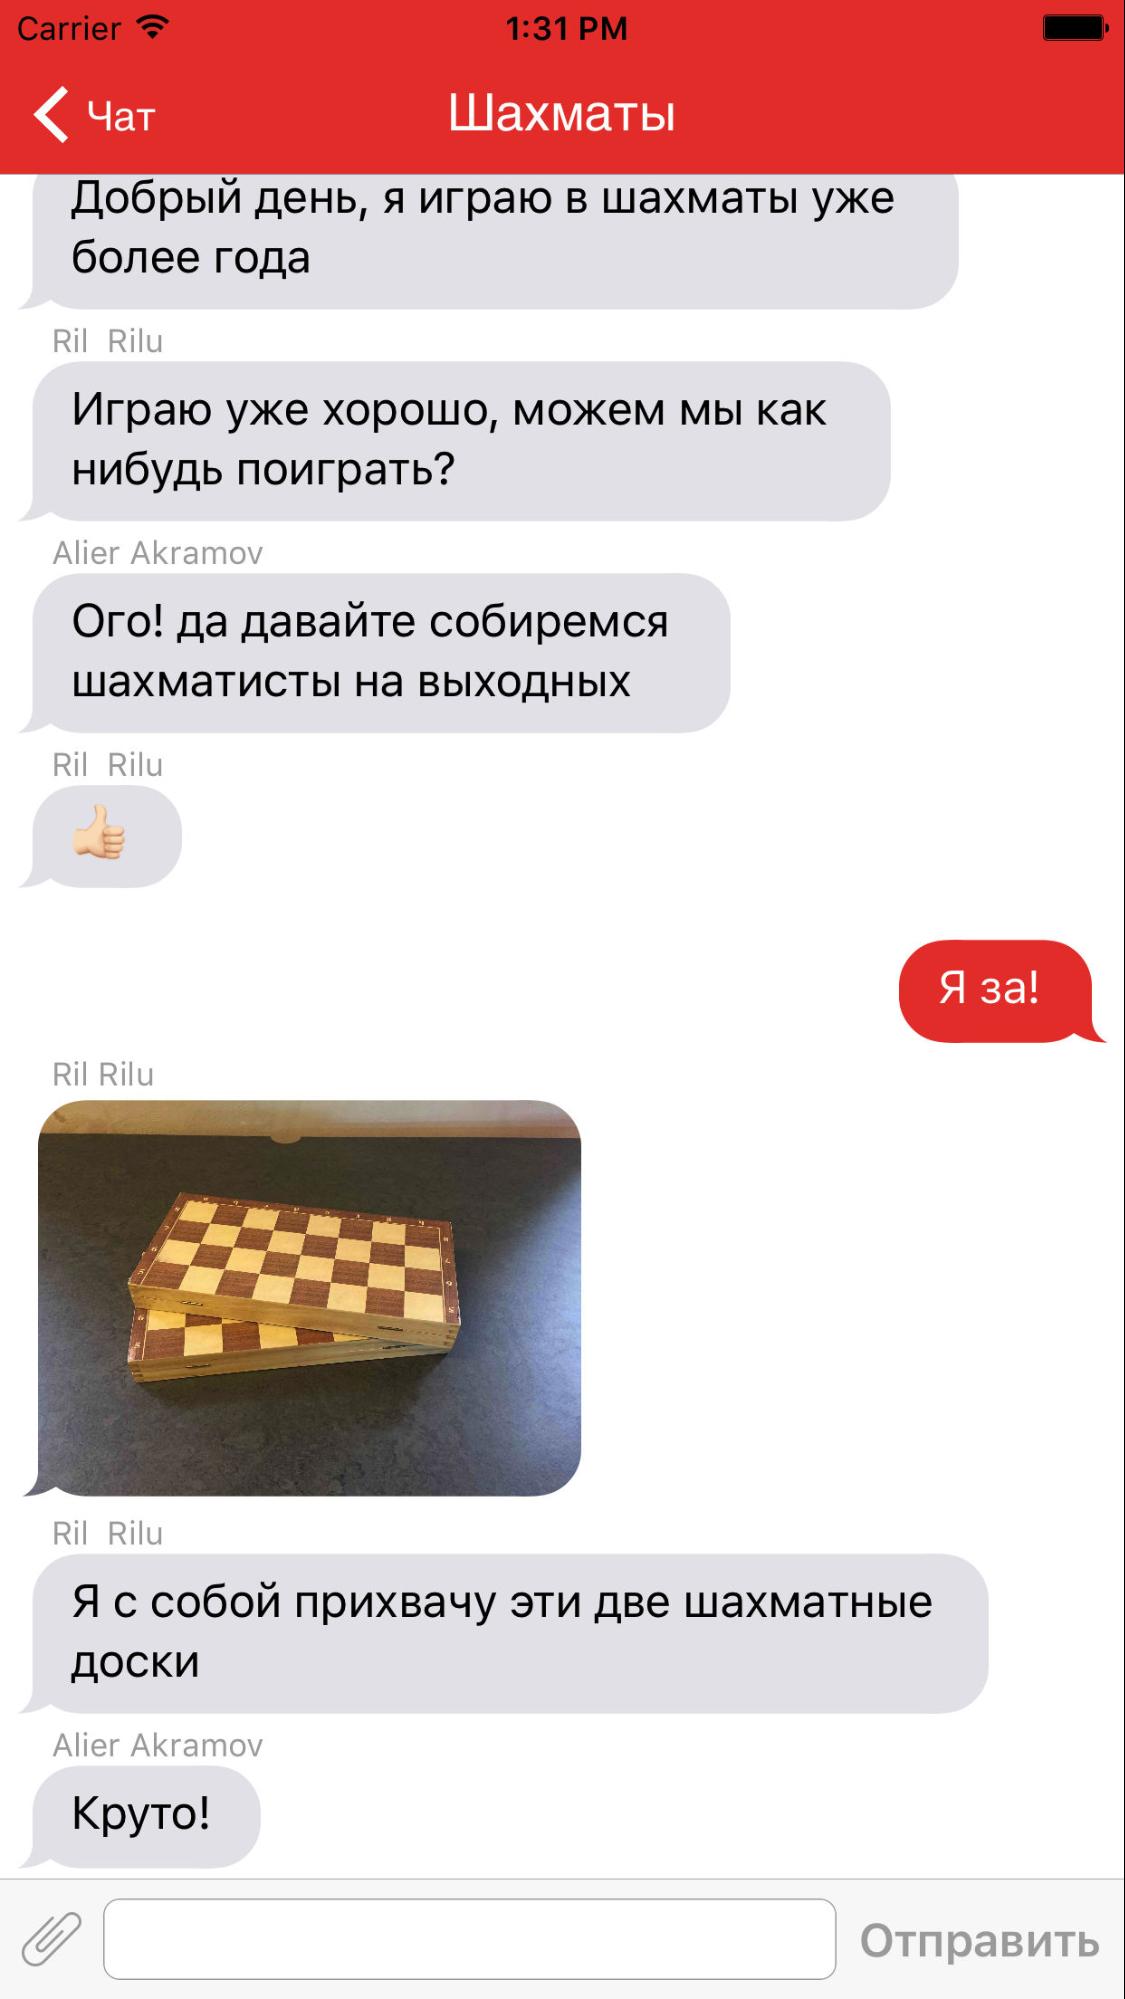 Carrier 1:31 PM
Чат Шахматы
Добрый день, я играю в шахматы уже
более года
Ril  Rilu
Играю уже хорошо, можем мы как
нибудь поиграть?
Alier Akramov
Ого! да давайте собиремся
шахматисты на выходных
Ril  Rilu
👍🏻
Я за!
Ril Rilu
Ril  Rilu
Я с собой прихвачу эти две шахматные
доски
Alier Akramov
Круто!
Отправить